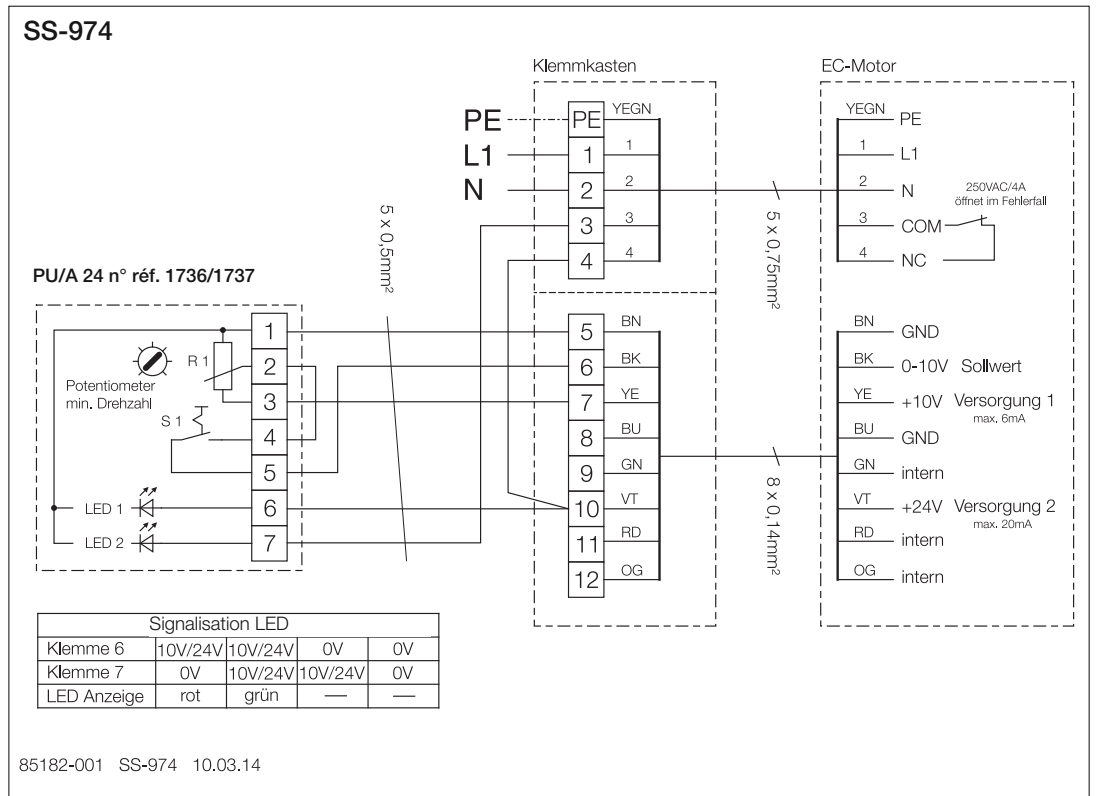 SS-974
Klemmkasten
EC-Motor
PE
L1
N
PE
1
2
3
4
YEGN
1
2
3
4
5 x 0,5mm²
5 x 0,75mm²
YEGN PE
1 L1
2 N
3 COM
4 NC
250VAC/4A
öffnet im Fehlerfall
PU/A 24 n° réf. 1736/1737
R 1
Potentiometer
min. Drehzahl
S 1
LED 1
LED 2
1
2
3
4
5
6
7
5 BN
6 BK
7 YE
8 BU
9 GN
10 VT
11 RD
12 OG
8 x 0,14mm²
BN GND
BK 0-10V Sollwert
YE +10V Versorgung 1
max. 6mA
BU GND
GN intern
VT +24V Versorgung 2
max. 20mA
RD intern
OG intern
Signalisation LED
Klemme 6 10V/24V 10V/24V 0V 0V
Klemme 7 0V 10V/24V 10V/24V 0V
LED Anzeige rot grün — —
85182-001 SS-974 10.03.14